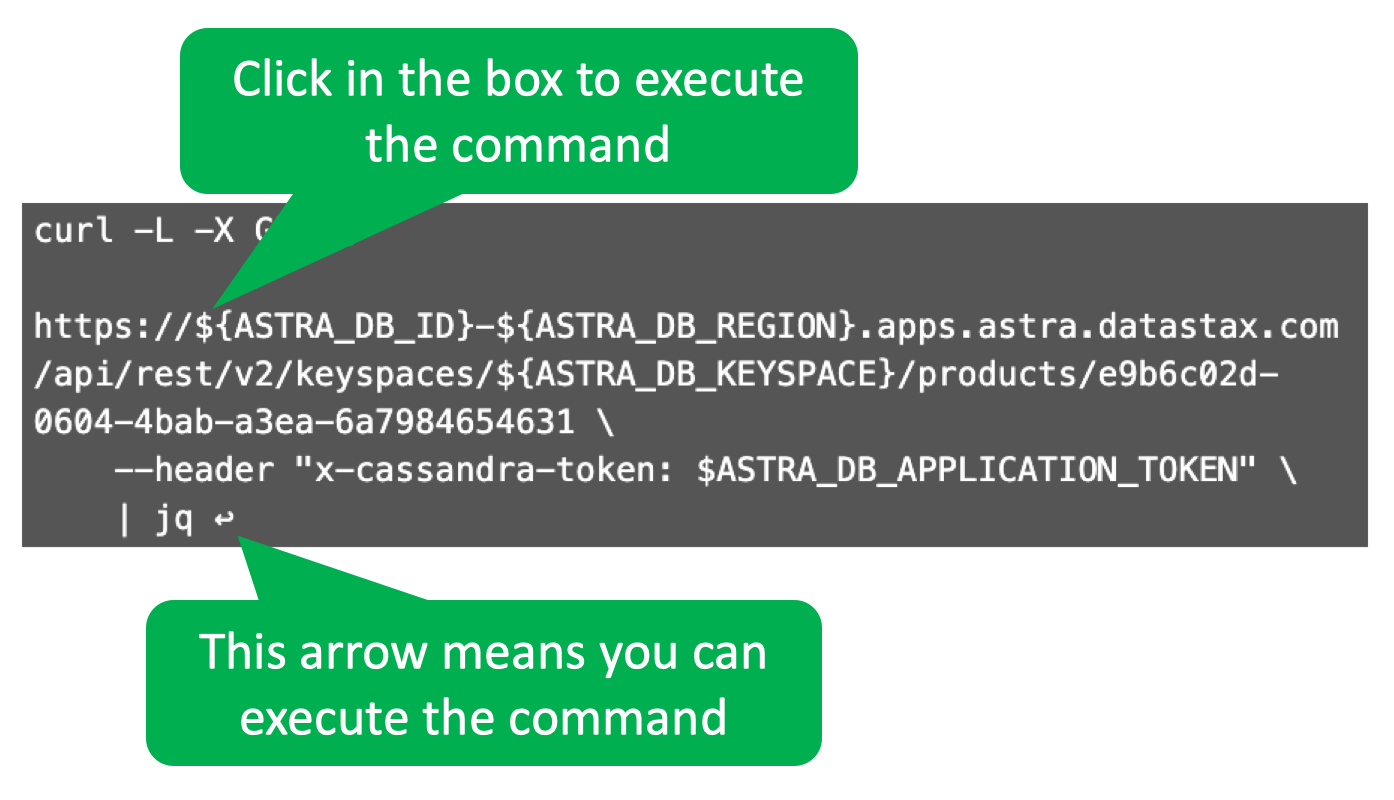 Click in the box to execute
the command
curl -L -X
https://${ASTRA_DB_ID}-${ASTRA_DB_REGION}.apps.astra.datastax.com
/api/rest/v2/keyspaces/${ASTRA_DB_KEYSPACE}/products/e9b6c02d-
0604-4bab-a3ea-6a7984654631 \
--header "x-cassandra-token: $ASTRA_DB_APPLICATION_TOKEN" \
| jq ↩
This arrow means you can
execute the command